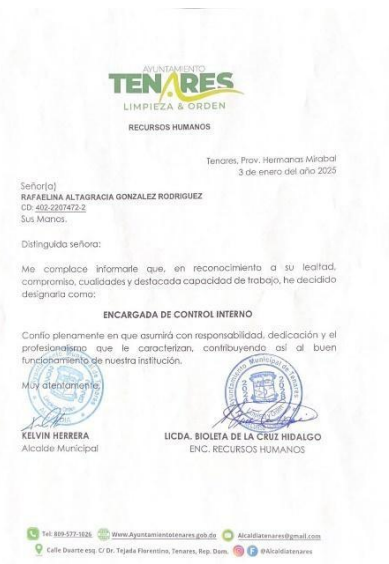 AYUNTAMIENTO
TENARES
LIMPIEZA & ORDEN
RECURSOS HUMANOS
Tenares, Prov. Hermanas Mirabal
3 de enero del año 2025
Señor(a)
RAFAELINA ALTAGRACIA GONZALEZ RODRIGUEZ
CD: 402-2207472-2
Sus Manos.
Distinguida señora:
Me complace informarle que, en reconocimiento a su lealtad,
compromiso, cualidades y destacada capacidad de trabajo, he decidido
designarla como:
ENCARGADA DE CONTROL INTERNO
Confío plenamente en que asumirá con responsabilidad, dedicación y el
profesionalismo que le caracterizan, contribuyendo así al buen
funcionamiento de nuestra institución.
Muy atentamente,
Ayuntamiento Municipal de Tenares
KELVIN HERRERA
Alcalde Municipal
LICDA. BIOLETA DE LA CRUZ HIDALGO
ENC. RECURSOS HUMANOS
Tel: 809-577-1026 Www.Ayuntamientotenares.gob.do Alcaldiatenares@gmail.com
Calle Duarte esq. C/ Dr. Tejada Florentino, Tenares, Rep. Dom. @Alcaldiatenares